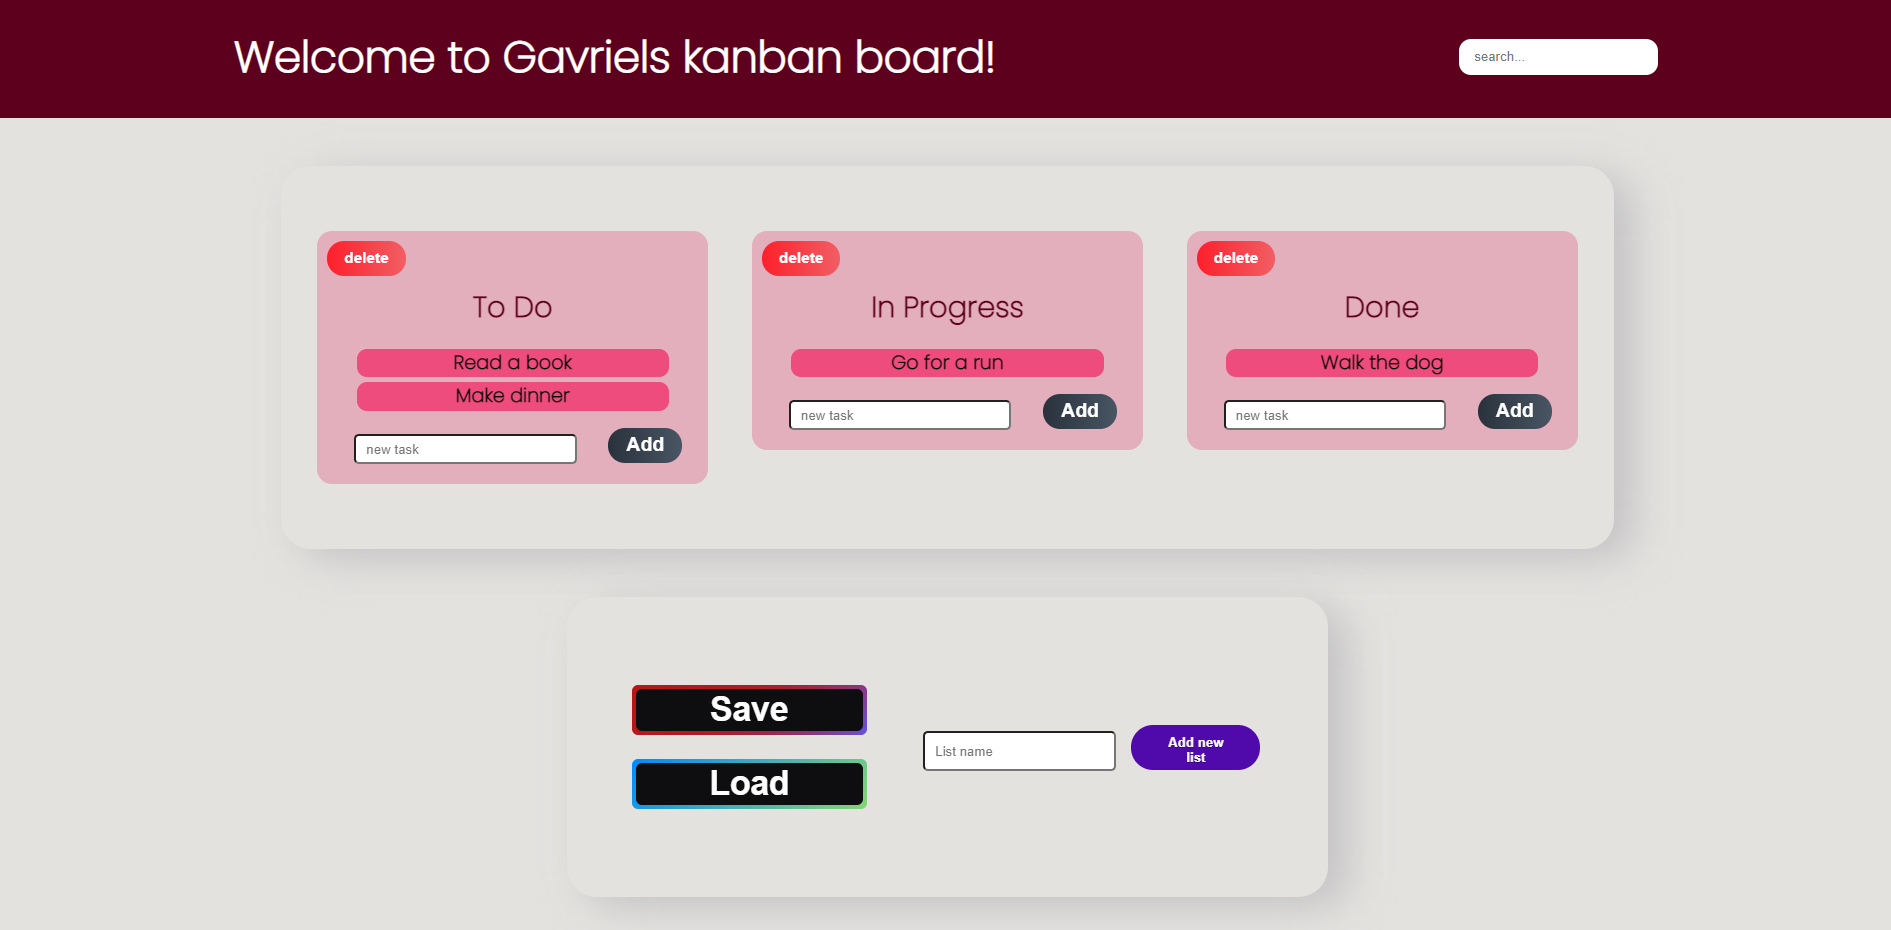 Welcome to Gavriels kanban board!
search...
delete
To Do
Read a book
Make dinner
new task
Add
delete
In Progress
Go for a run
new task
Add
delete
Done
Walk the dog
new task
Add
Save
Load
List name
Add new
list